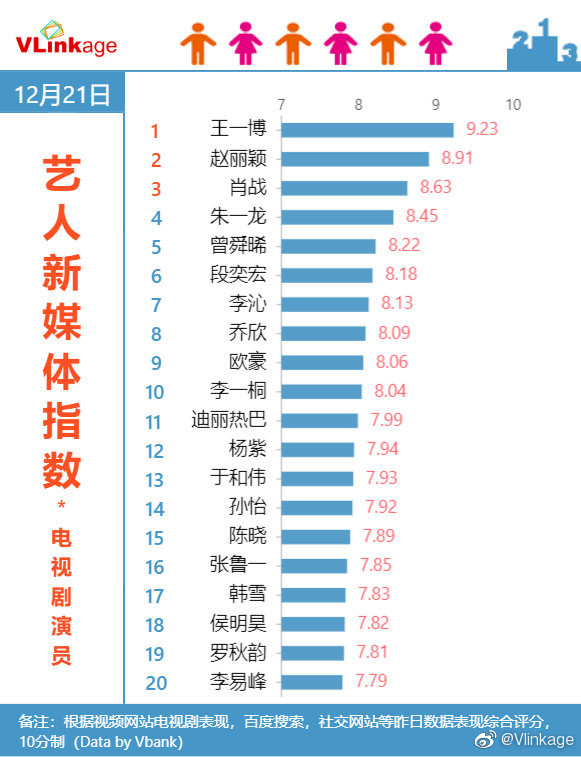 VLinkage
1
2
3
12月21日
艺人新媒体指数
*
电视剧演员
7 8 9 10
1 王一博 9.23
2 赵丽颖 8.91
3 肖战 8.63
4 朱一龙 8.45
5 曾舜晞 8.22
6 段奕宏 8.18
7 李沁 8.13
8 乔欣 8.09
9 欧豪 8.06
10 李一桐 8.04
11 迪丽热巴 7.99
12 杨紫 7.94
13 于和伟 7.93
14 孙怡 7.92
15 陈晓 7.89
16 张鲁一 7.85
17 韩雪 7.83
18 侯明昊 7.82
19 罗秋韵 7.81
20 李易峰 7.79
备注：根据视频网站电视剧表现，百度搜索，社交网站等昨日数据表现综合评分，
10分制（Data by Vbank）
@Vlinkage